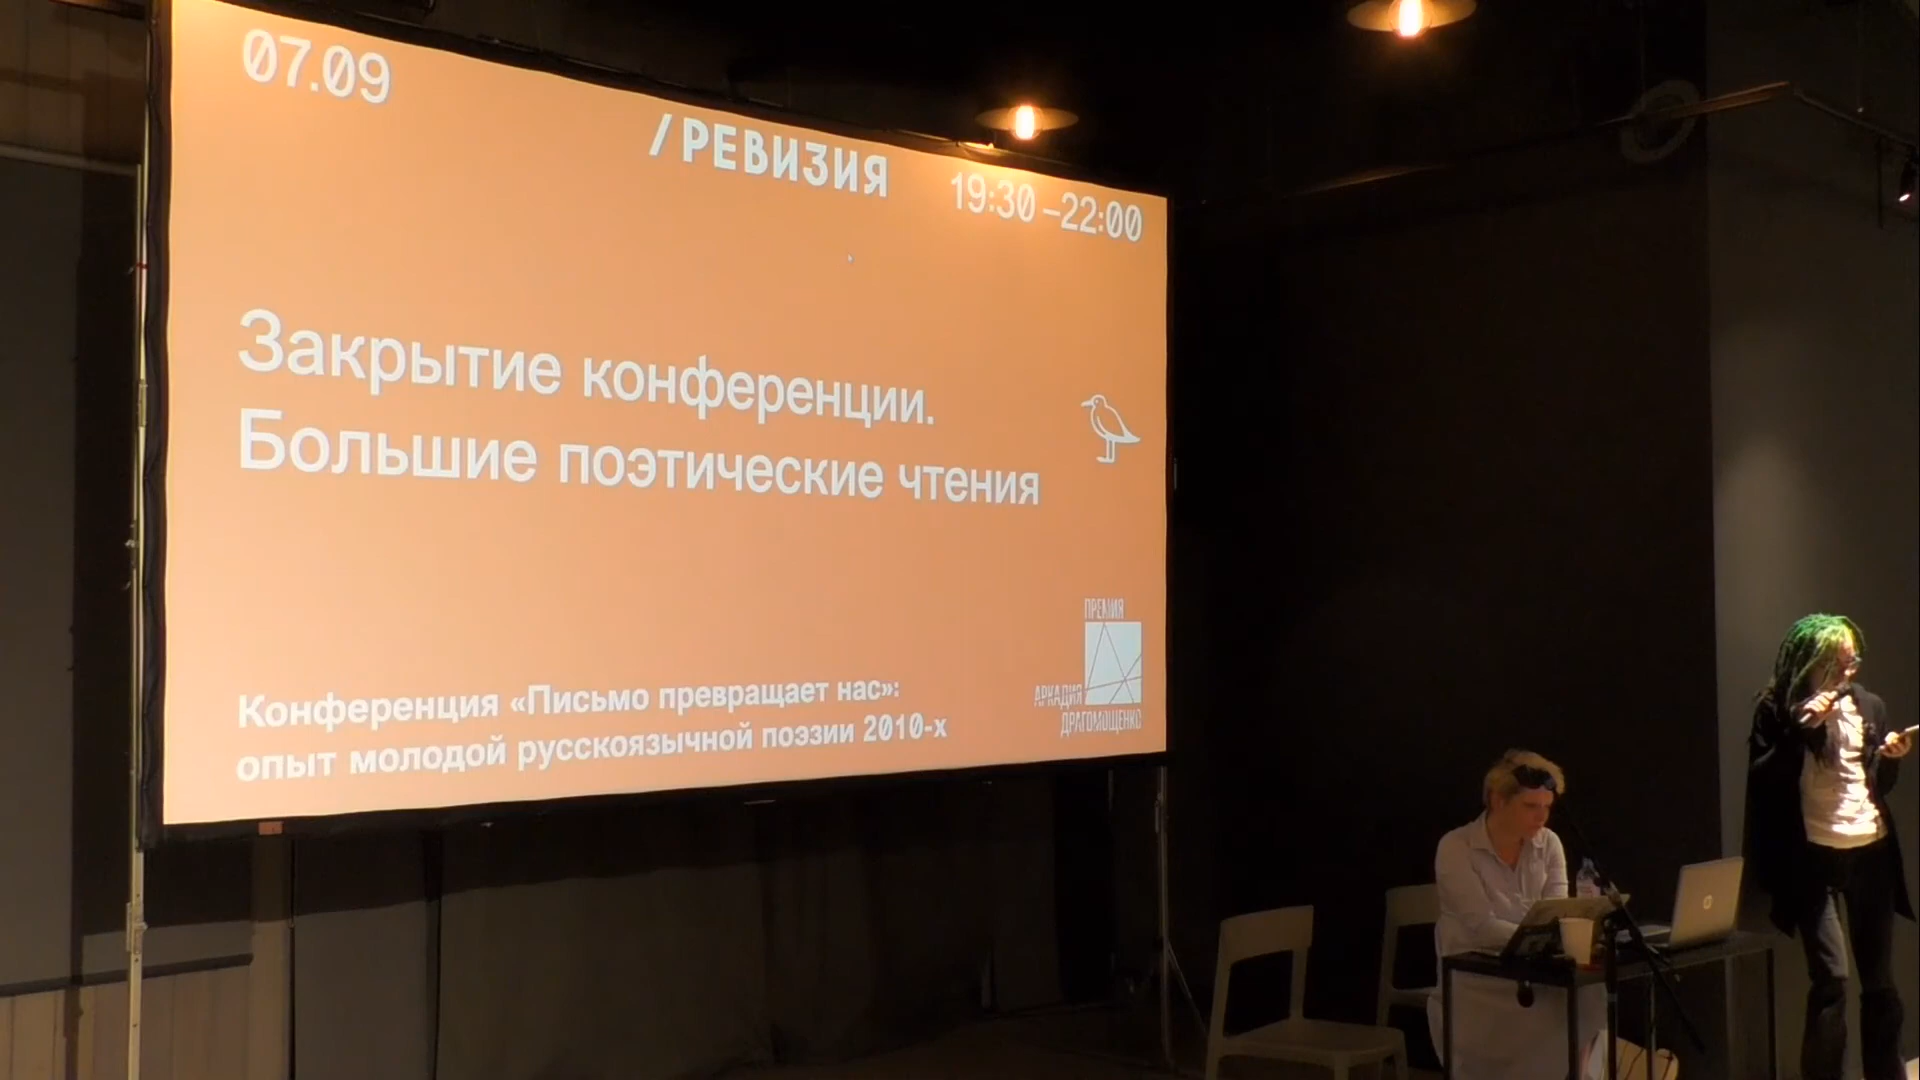 07.09
/РЕВИЗИЯ
19:30–22:00
Закрытие конференции.
Большие поэтические чтения
ПРЕМИЯ
АРКАДИЯ
ДРАГОМОЩЕНКО
Конференция «Письмо превращает нас»:
опыт молодой русскоязычной поэзии 2010-х
hp